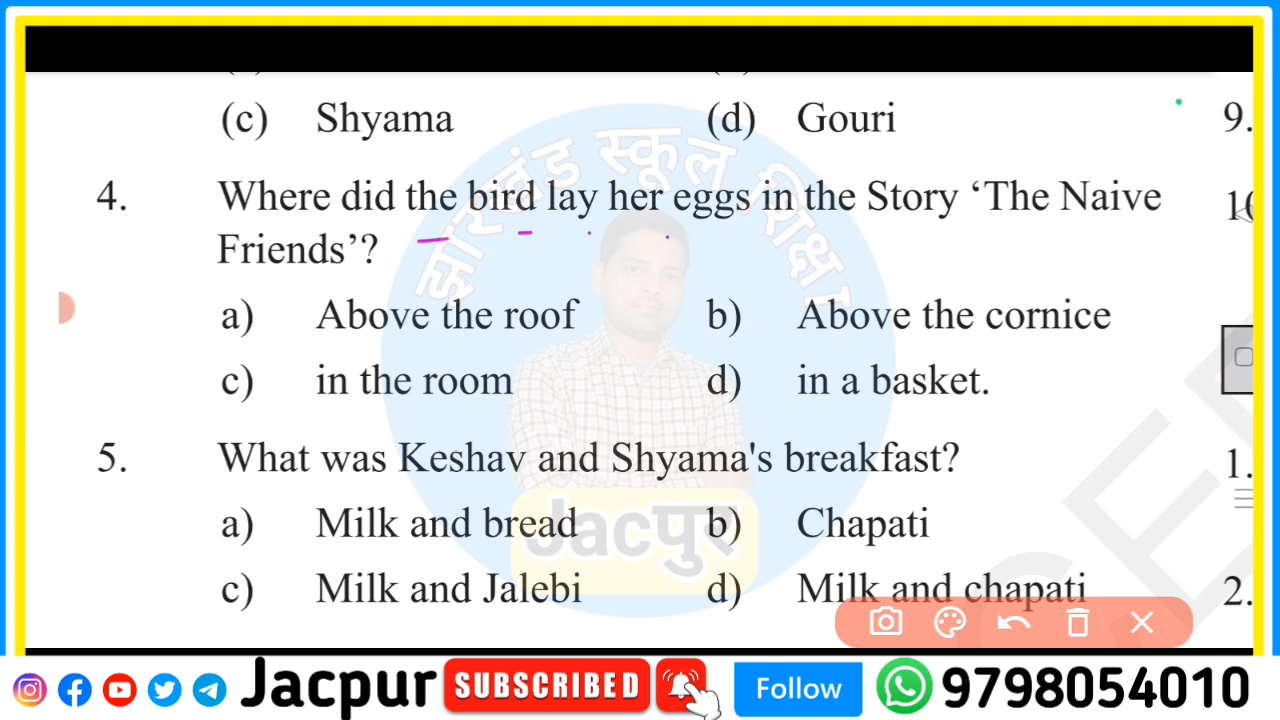 (c) Shyama (d) Gouri 9.
4. Where did the bird lay her eggs in the Story ‘The Naive
Friends’?
a) Above the roof b) Above the cornice
c) in the room d) in a basket.
5. What was Keshav and Shyama's breakfast? 1.
a) Milk and bread b) Chapati
c) Milk and Jalebi d) Milk and chapati 2.
झारखंड स्कूल शिक्षा
Jacपुर
Jacpur SUBSCRIBED Follow 9798054010